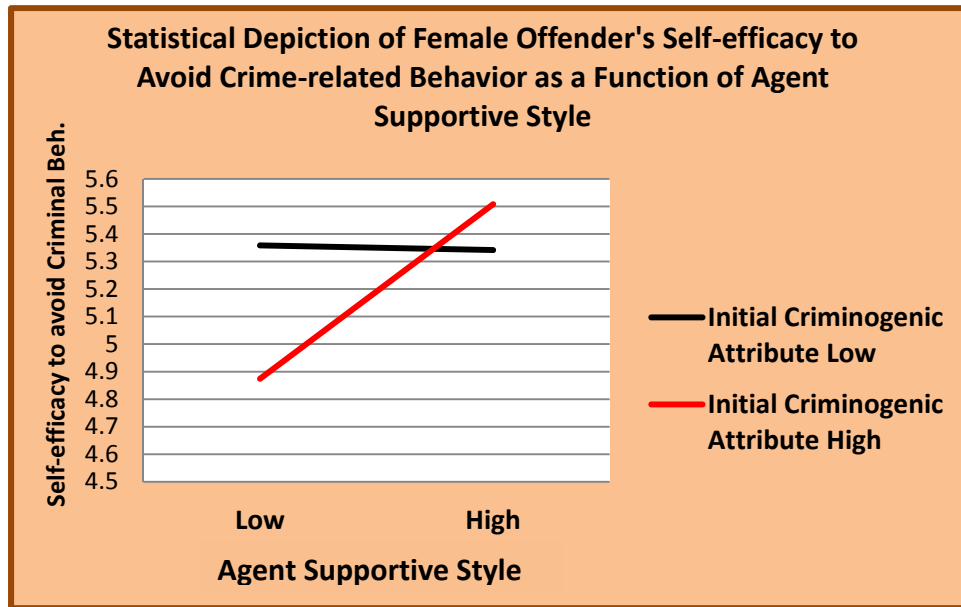 Statistical Depiction of Female Offender's Self-efficacy to
Avoid Crime-related Behavior as a Function of Agent
Supportive Style
Self-efficacy to avoid Criminal Beh.
5.6
5.5
5.4
5.3
5.2
5.1
5
4.9
4.8
4.7
4.6
4.5
Low
High
Agent Supportive Style
Initial Criminogenic
Attribute Low
Initial Criminogenic
Attribute High